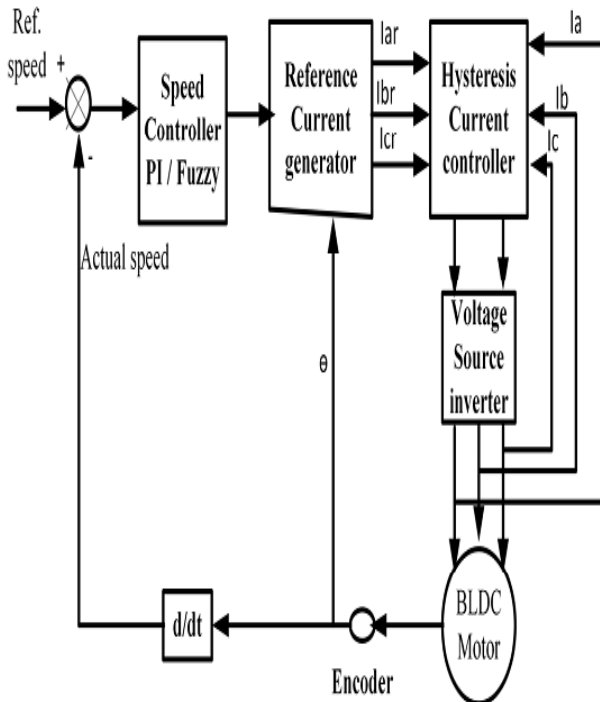 Ref.
speed
+
-
Speed
Controller
PI / Fuzzy
Reference
Current
generator
Iar
Ibr
Icr
Hysteresis
Current
controller
Ia
Ib
Ic
Actual speed
θ
Voltage
Source
inverter
d/dt
Encoder
BLDC
Motor